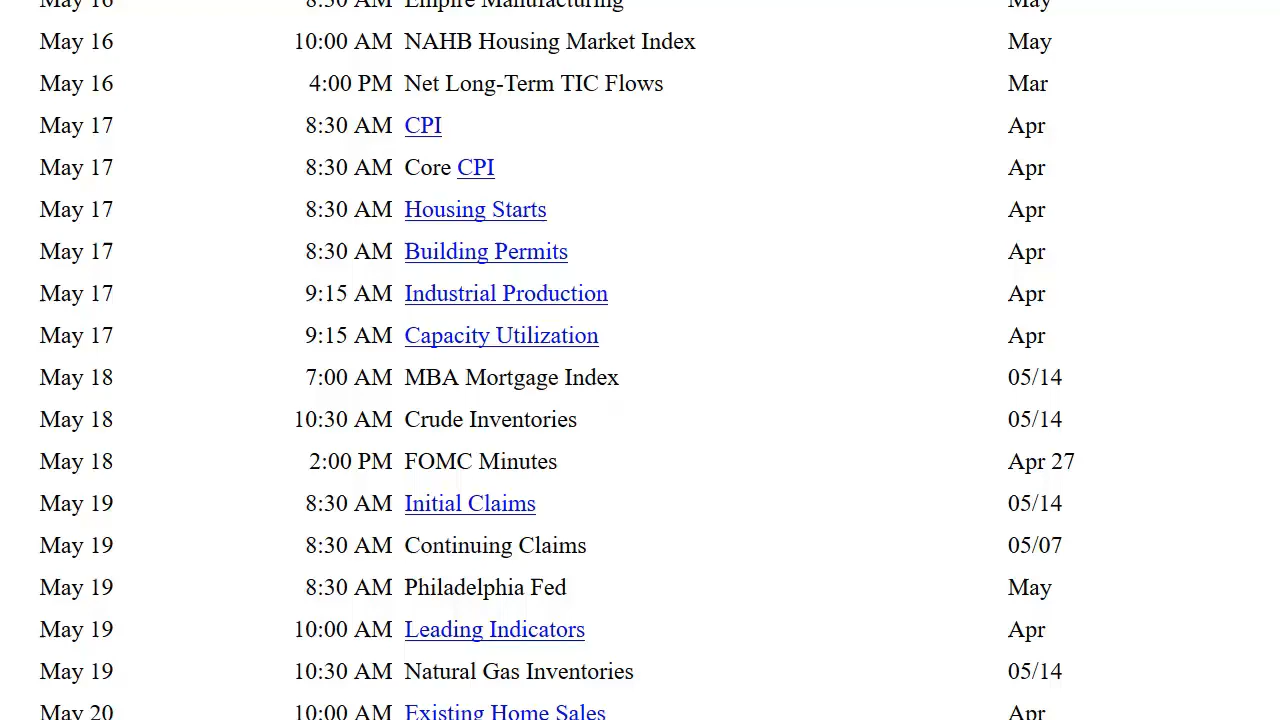 May 16 8:30 AM Empire Manufacturing May
May 16 10:00 AM NAHB Housing Market Index May
May 16 4:00 PM Net Long-Term TIC Flows Mar
May 17 8:30 AM CPI Apr
May 17 8:30 AM Core CPI Apr
May 17 8:30 AM Housing Starts Apr
May 17 8:30 AM Building Permits Apr
May 17 9:15 AM Industrial Production Apr
May 17 9:15 AM Capacity Utilization Apr
May 18 7:00 AM MBA Mortgage Index 05/14
May 18 10:30 AM Crude Inventories 05/14
May 18 2:00 PM FOMC Minutes Apr 27
May 19 8:30 AM Initial Claims 05/14
May 19 8:30 AM Continuing Claims 05/07
May 19 8:30 AM Philadelphia Fed May
May 19 10:00 AM Leading Indicators Apr
May 19 10:30 AM Natural Gas Inventories 05/14
May 20 10:00 AM Existing Home Sales Apr